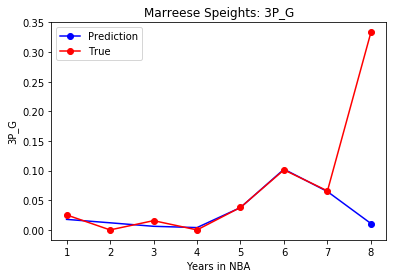 Marreese Speights: 3P_G
Prediction
True
0.35
0.30
0.25
0.20
0.15
0.10
0.05
0.00
3P_G
1 2 3 4 5 6 7 8
Years in NBA